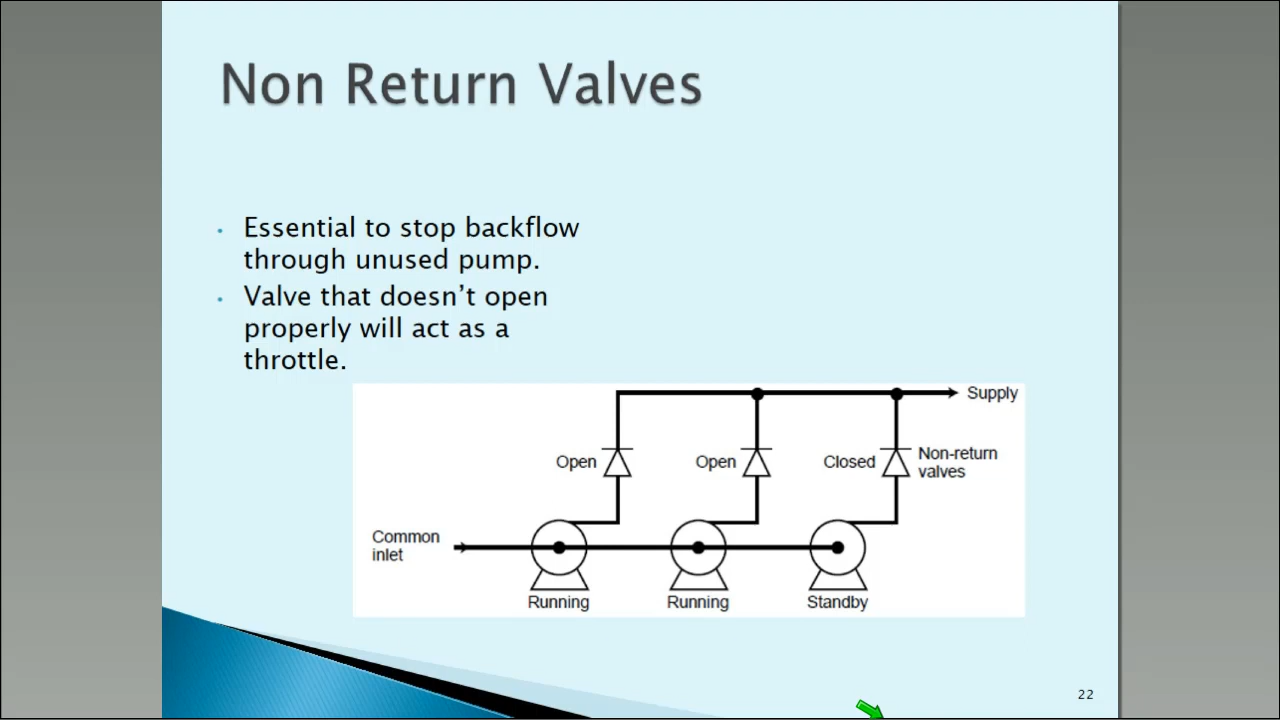 Non Return Valves
• Essential to stop backflow
through unused pump.
• Valve that doesn’t open
properly will act as a
throttle.
Supply
Open
Open
Closed
Non-return
valves
Common
inlet
Running
Running
Standby
22